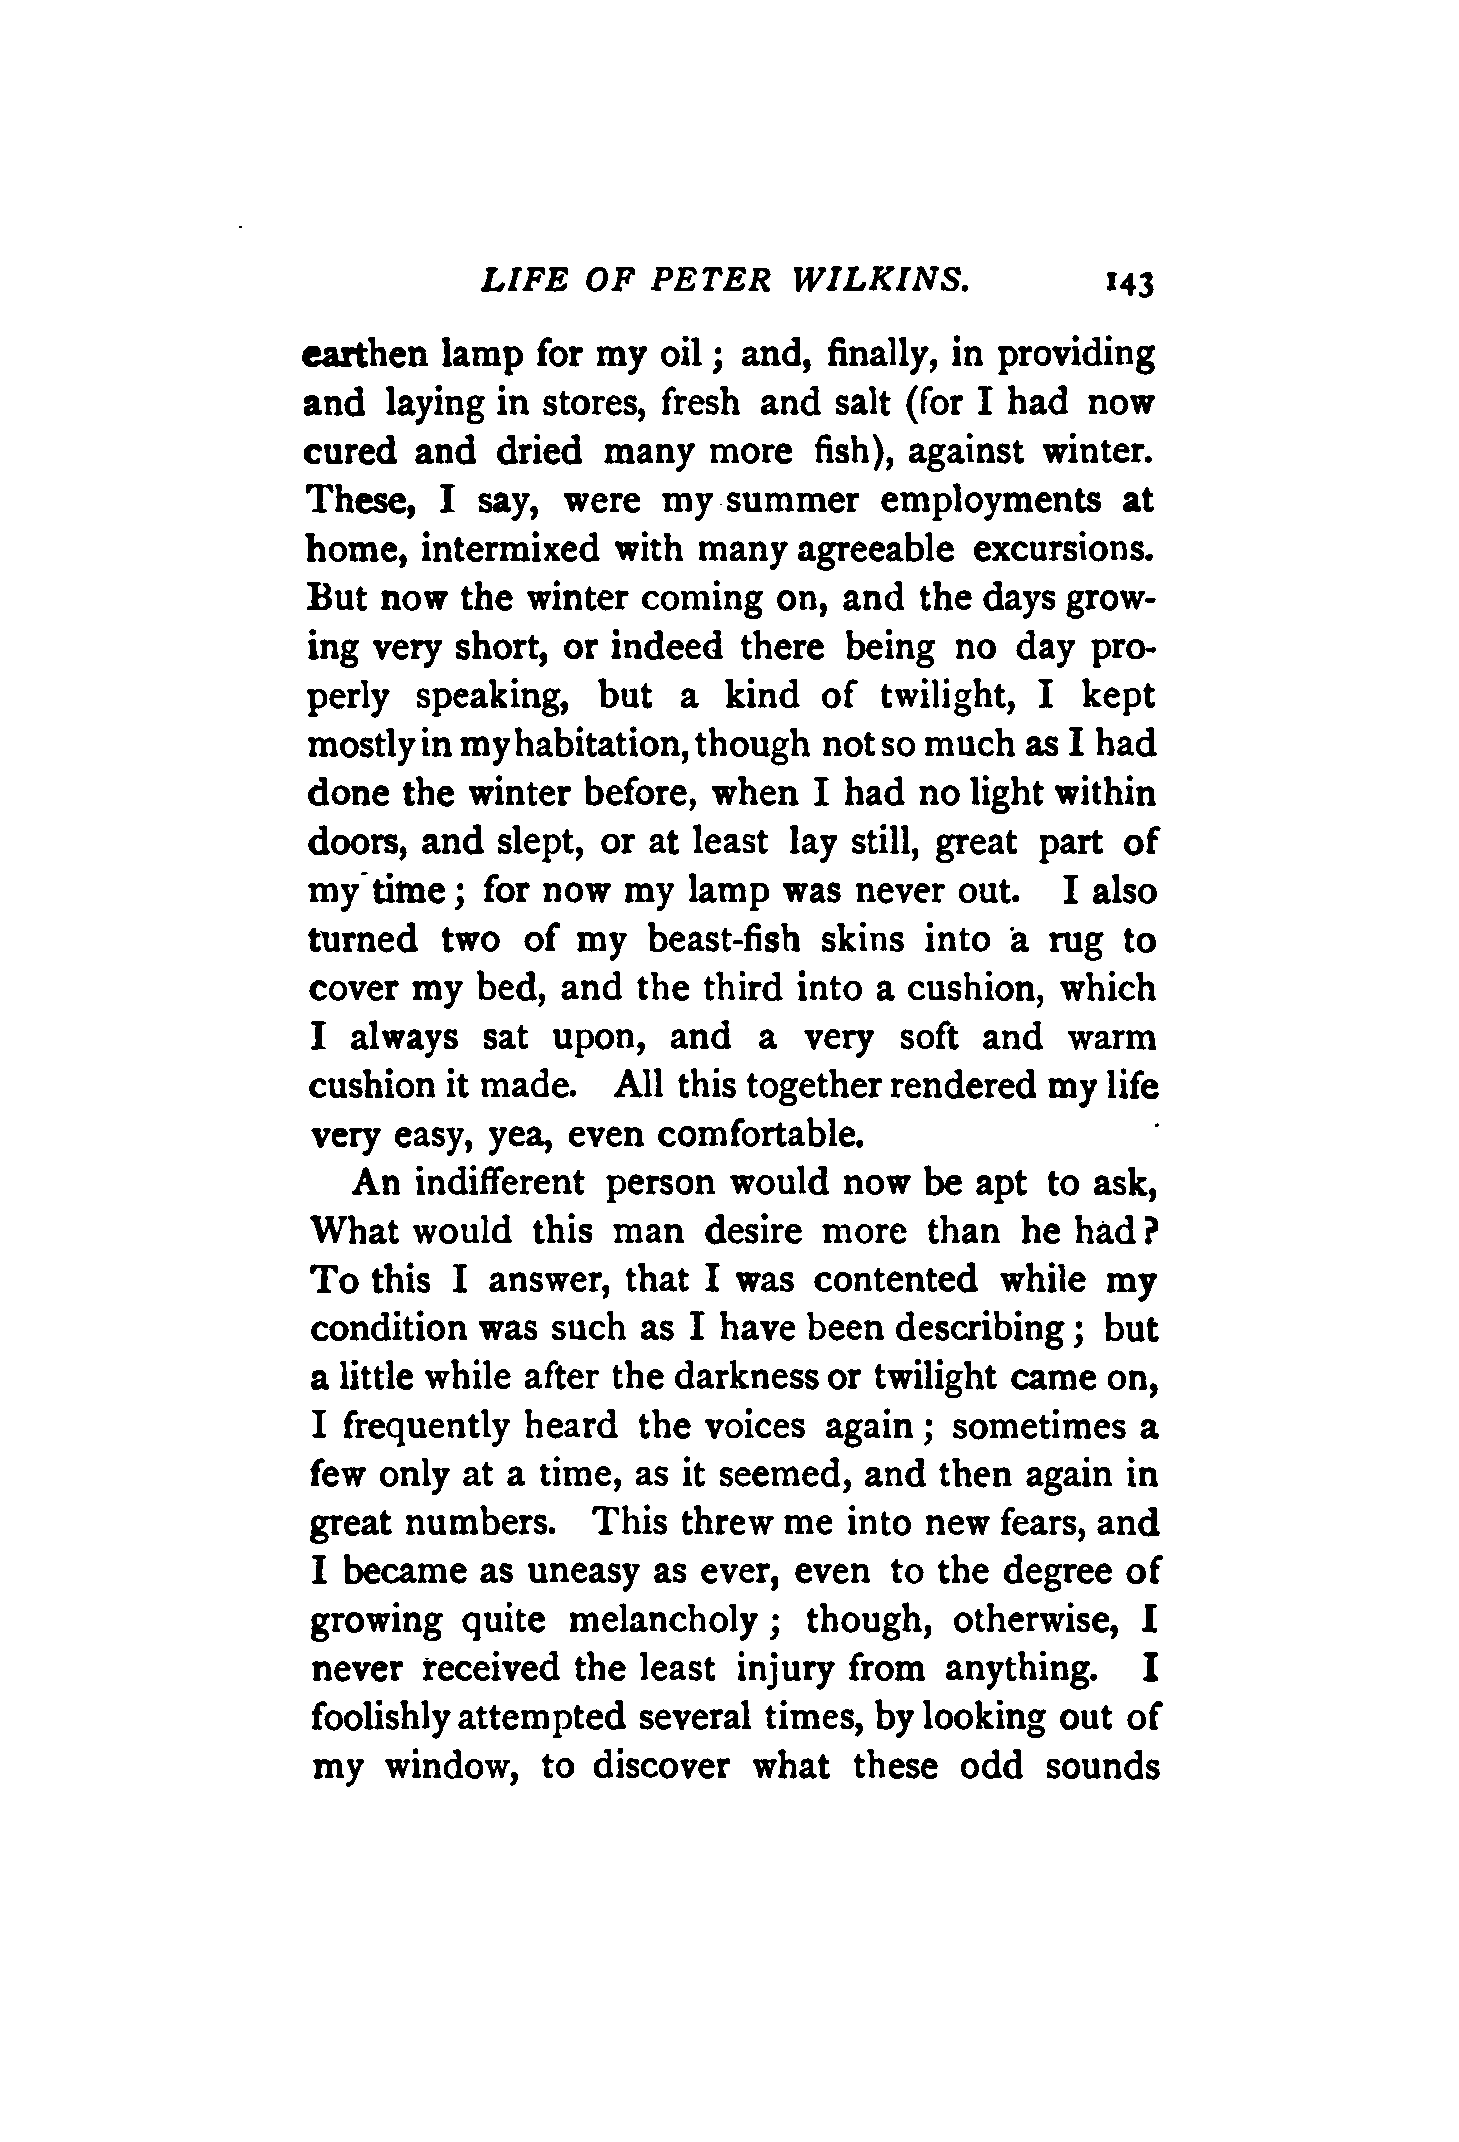 LIFE OF PETER WILKINS. 143
earthen lamp for my oil ; and, finally, in providing
and laying in stores, fresh and salt (for I had now
cured and dried many more fish), against winter.
These, I say, were my summer employments at
home, intermixed with many agreeable excursions.
But now the winter coming on, and the days grow-
ing very short, or indeed there being no day pro-
perly speaking, but a kind of twilight, I kept
mostly in my habitation, though not so much as I had
done the winter before, when I had no light within
doors, and slept, or at least lay still, great part of
my time ; for now my lamp was never out. I also
turned two of my beast-fish skins into a rug to
cover my bed, and the third into a cushion, which
I always sat upon, and a very soft and warm
cushion it made. All this together rendered my life
very easy, yea, even comfortable.
An indifferent person would now be apt to ask,
What would this man desire more than he had ?
To this I answer, that I was contented while my
condition was such as I have been describing ; but
a little while after the darkness or twilight came on,
I frequently heard the voices again ; sometimes a
few only at a time, as it seemed, and then again in
great numbers. This threw me into new fears, and
I became as uneasy as ever, even to the degree of
growing quite melancholy ; though, otherwise, I
never received the least injury from anything. I
foolishly attempted several times, by looking out of
my window, to discover what these odd sounds